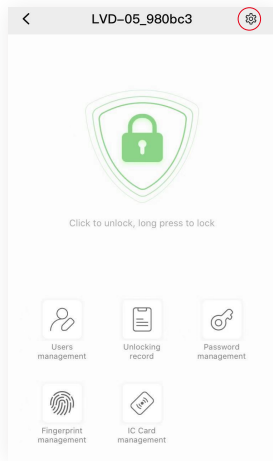 LVD-05_980bc3
Click to unlock, long press to lock
Users
management
Unlocking
record
Password
management
Fingerprint
management
IC Card
management